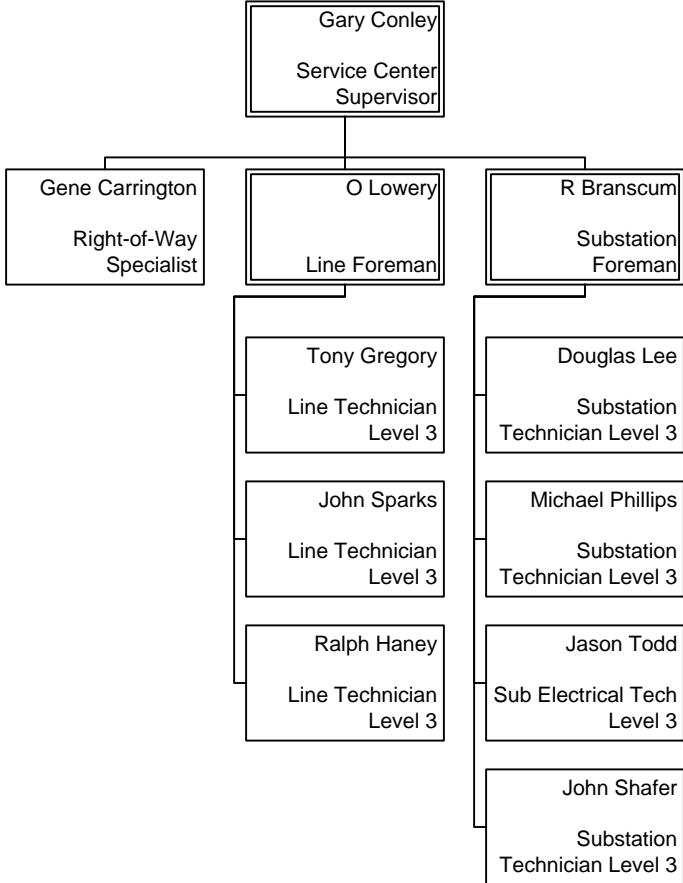 Gary Conley
Service Center
Supervisor
Gene Carrington
Right-of-Way
Specialist
O Lowery
Line Foreman
R Branscum
Substation
Foreman
Tony Gregory
Line Technician
Level 3
John Sparks
Line Technician
Level 3
Ralph Haney
Line Technician
Level 3
Douglas Lee
Substation
Technician Level 3
Michael Phillips
Substation
Technician Level 3
Jason Todd
Sub Electrical Tech
Level 3
John Shafer
Substation
Technician Level 3